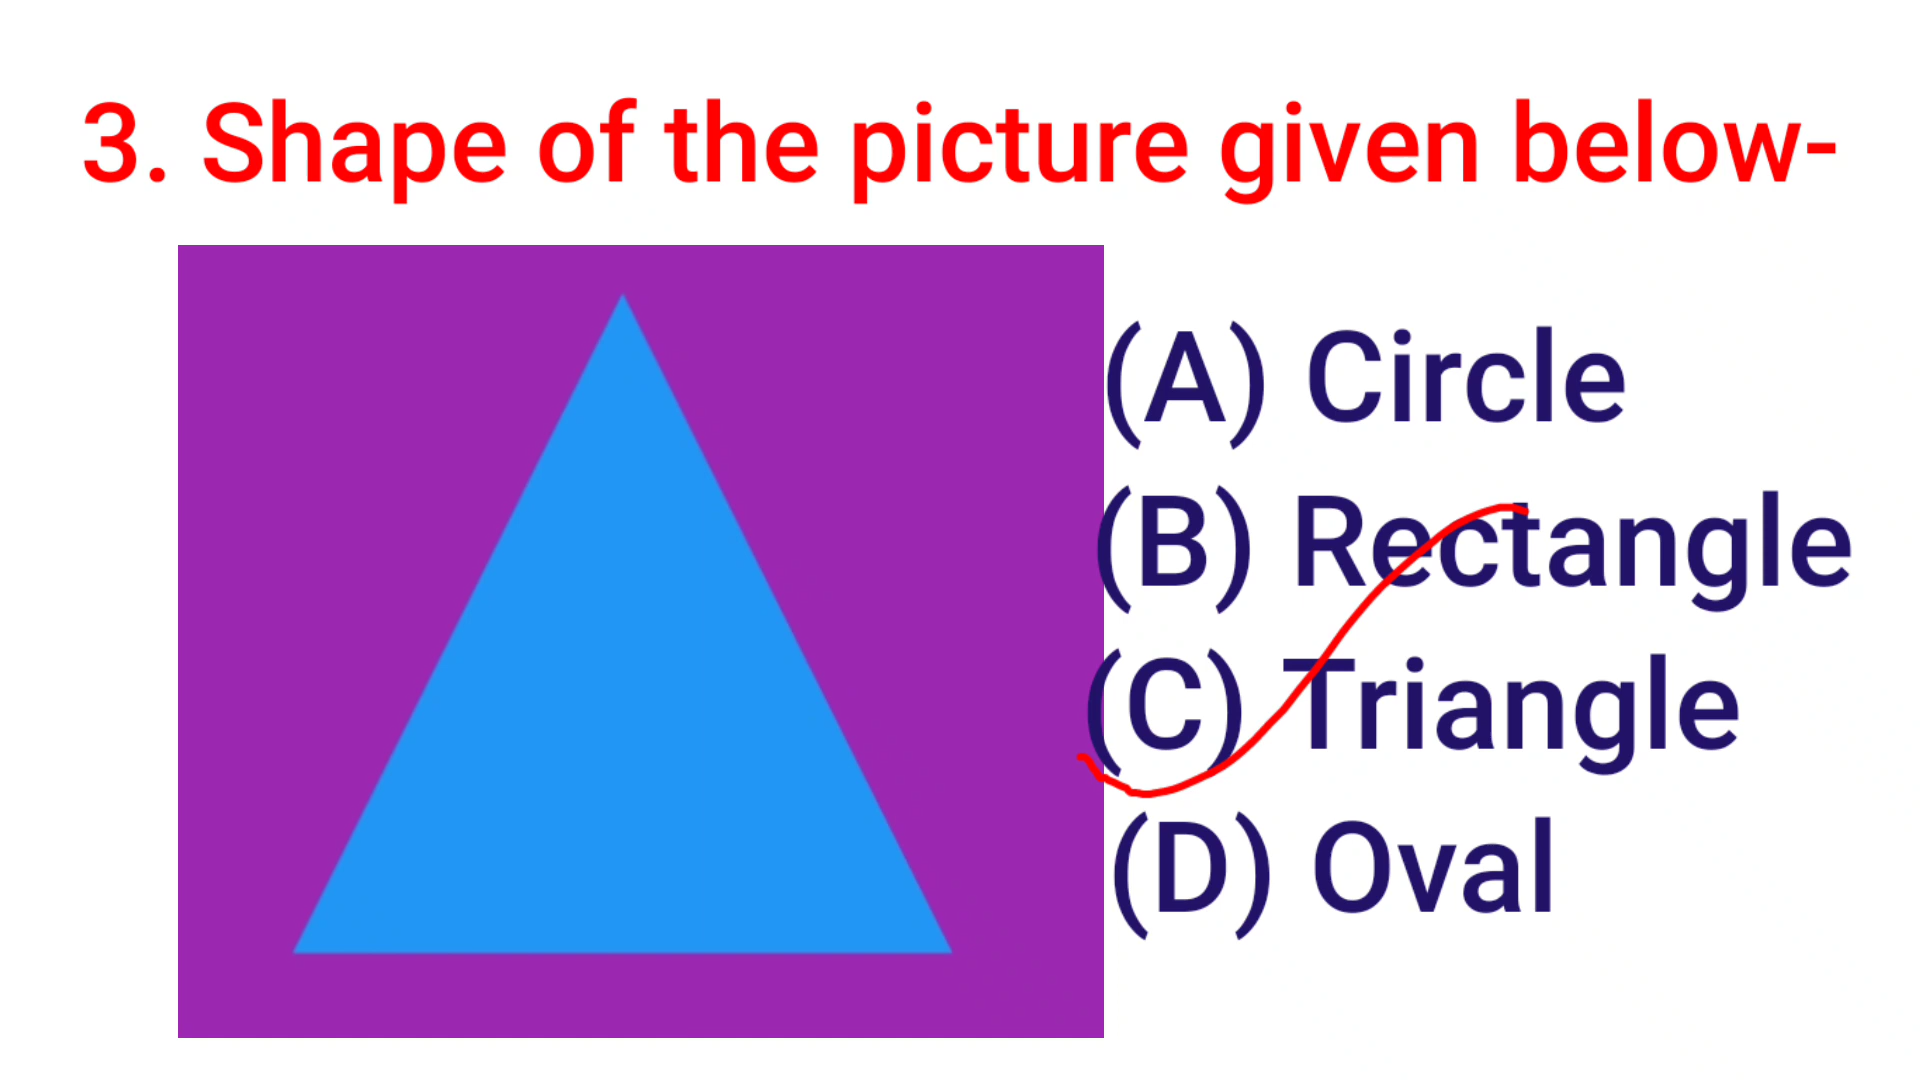 3. Shape of the picture given below-
(A) Circle
(B) Rectangle
(C) Triangle
(D) Oval